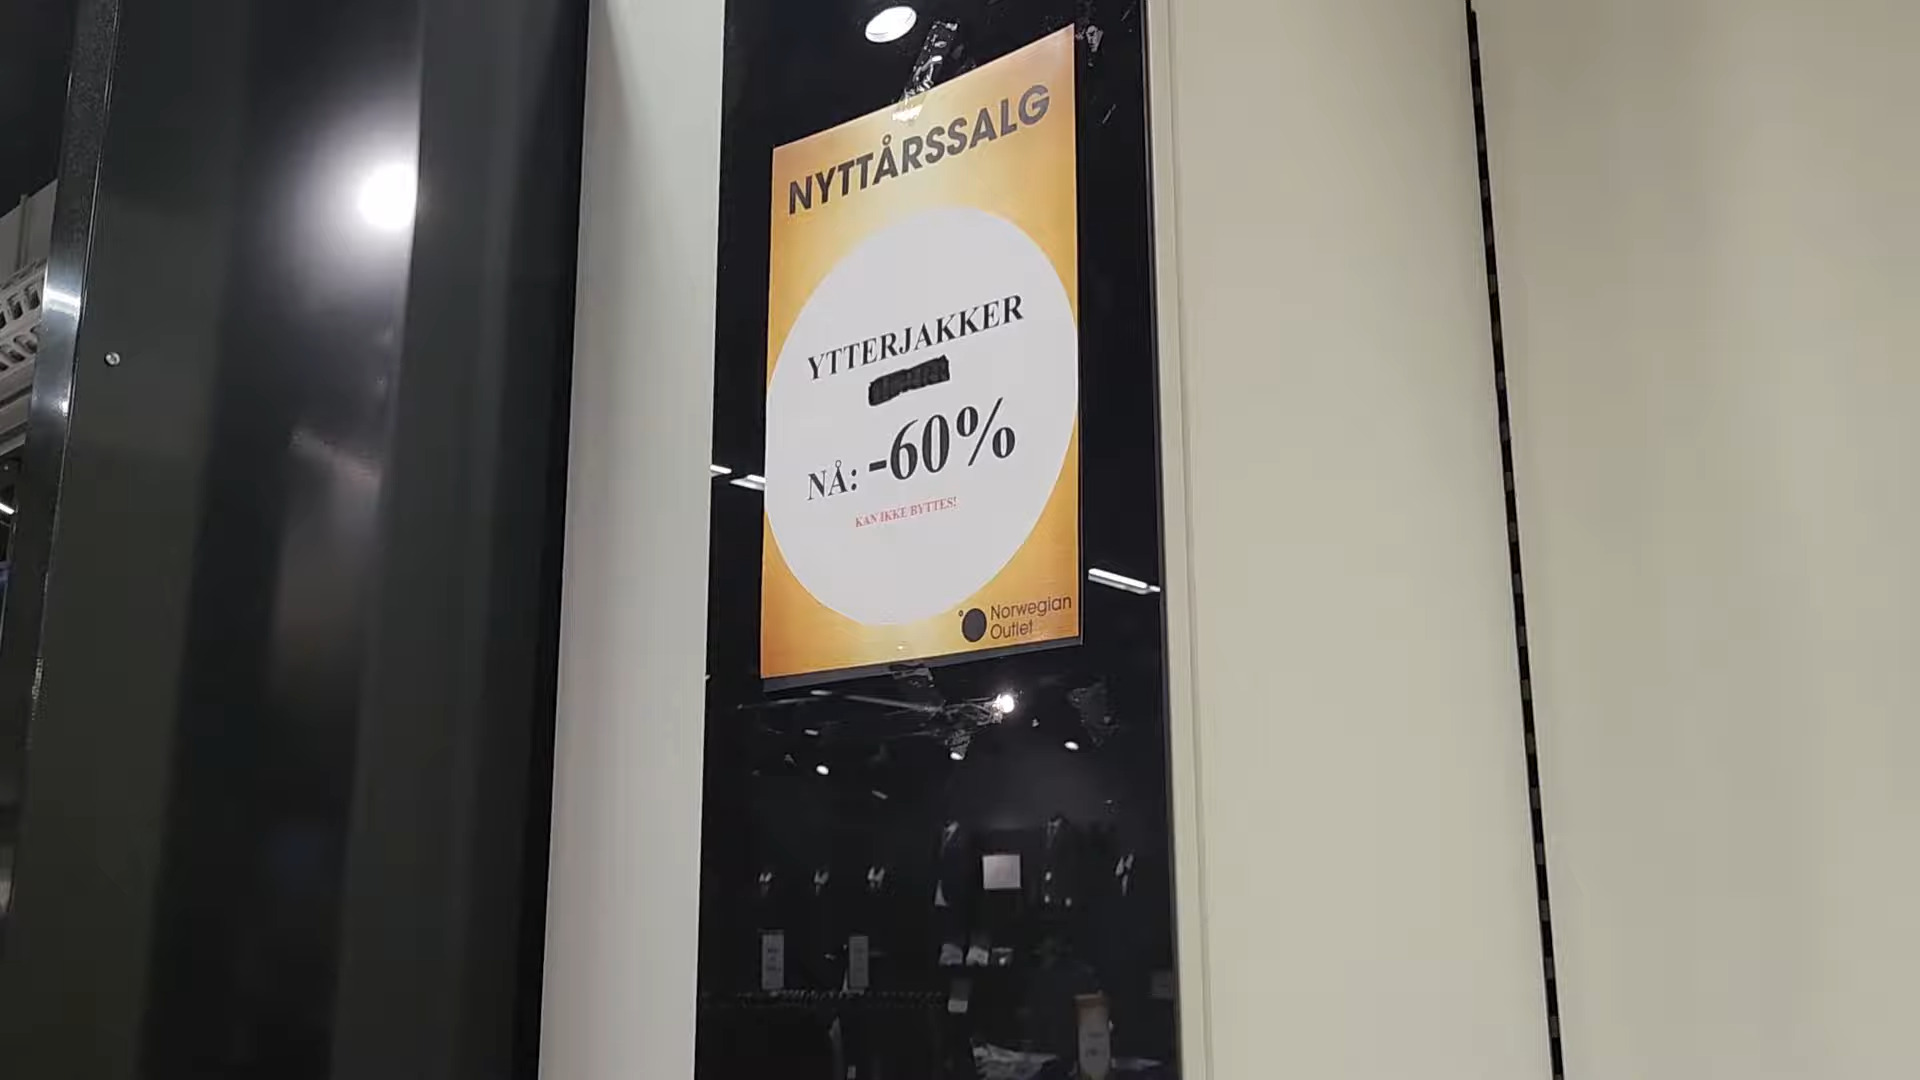 NYTTÅRSSALG
YTTERJAKKER
NÅ: -60%
KAN IKKE BYTTES!
Norwegian
Outlet